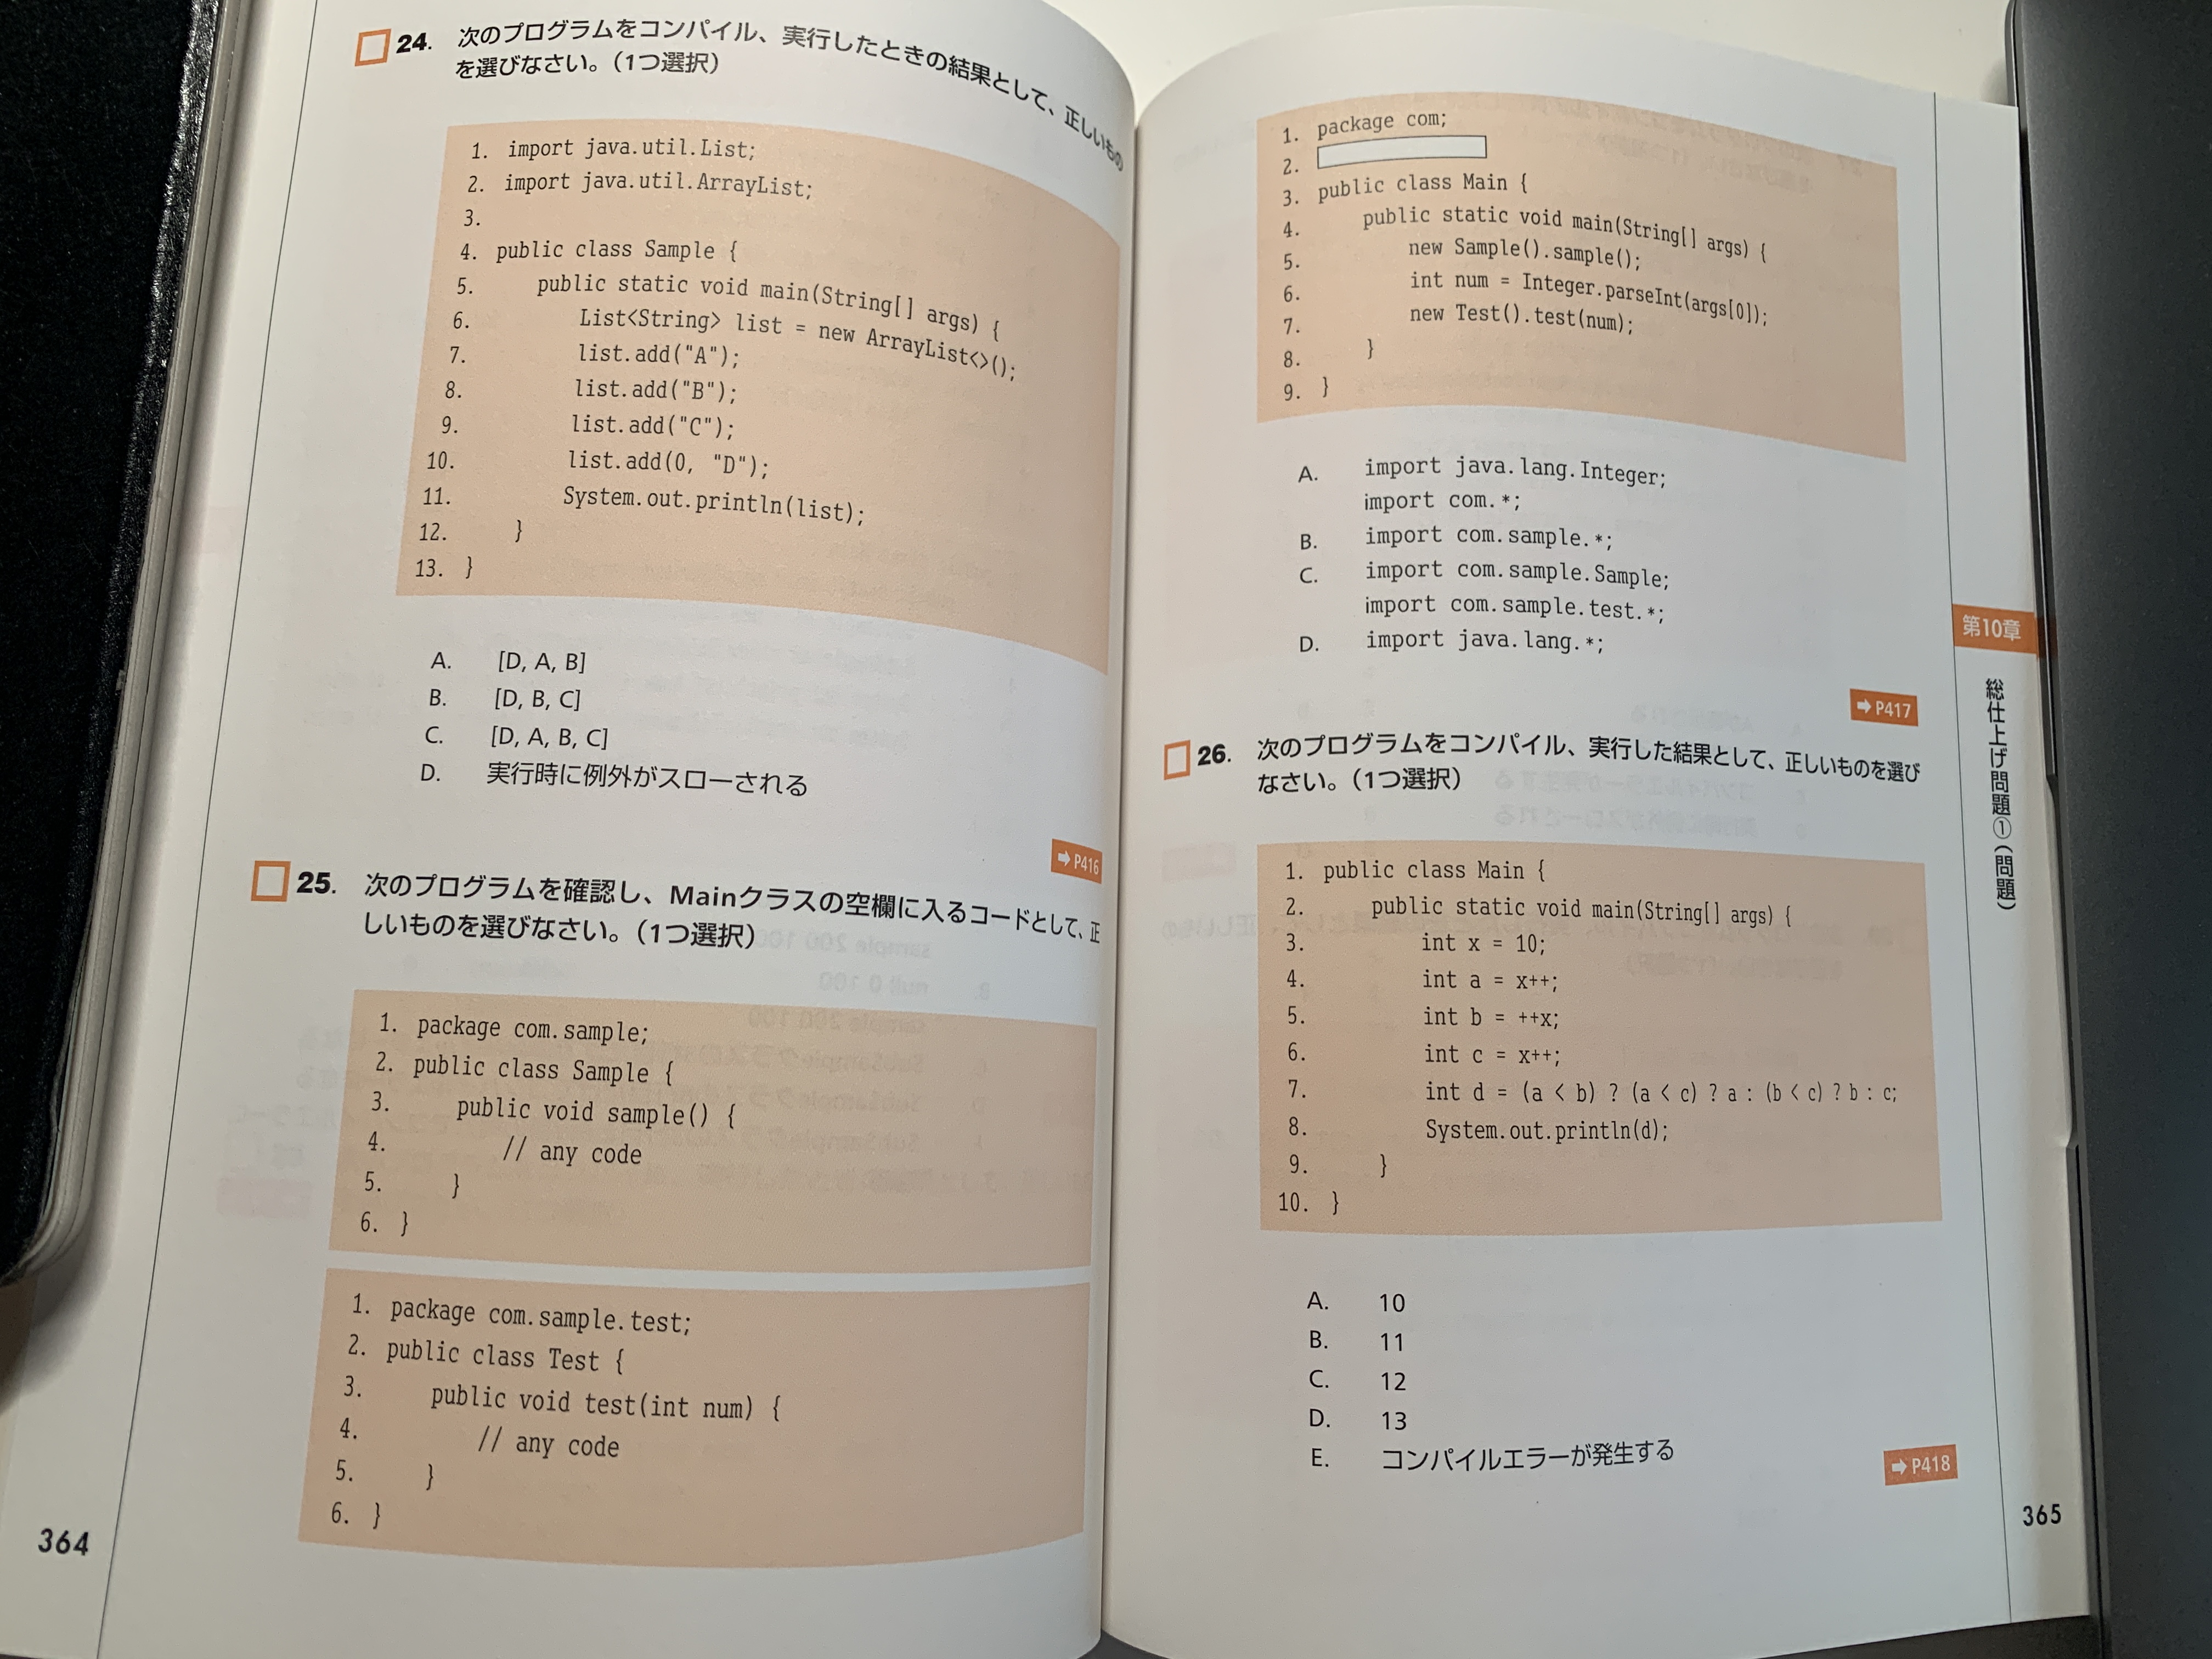 24. 次のプログラムをコンパイル、実行したときの結果として、正しいもの
を選びなさい。（1つ選択）
1. import java.util.List;
2. import java.util.ArrayList;
3.
4. public class Sample {
5. public static void main(String[] args) {
6. List<String> list = new ArrayList<>();
7. list.add("A");
8. list.add("B");
9. list.add("C");
10. list.add(0, "D");
11. System.out.println(list);
12. }
13. }
A. [D, A, B]
B. [D, B, C]
C. [D, A, B, C]
D. 実行時に例外がスローされる
➡P416
25. 次のプログラムを確認し、Mainクラスの空欄に入るコードとして、正
しいものを選びなさい。（1つ選択）
1. package com.sample;
2. public class Sample {
3. public void sample() {
4. // any code
5. }
6. }
1. package com.sample.test;
2. public class Test {
3. public void test(int num) {
4. // any code
5. }
6. }
364
1. package com;
2.
3. public class Main {
4. public static void main(String[] args) {
5. new Sample().sample();
6. int num = Integer.parseInt(args[0]);
7. new Test().test(num);
8. }
9. }
A. import java.lang.Integer;
import com.*;
B. import com.sample.*;
C. import com.sample.Sample;
import com.sample.test.*;
D. import java.lang.*;
➡P417
26. 次のプログラムをコンパイル、実行した結果として、正しいものを選び
なさい。（1つ選択）
1. public class Main {
2. public static void main(String[] args) {
3. int x = 10;
4. int a = x++;
5. int b = ++x;
6. int c = x++;
7. int d = (a < b) ? (a < c) ? a : (b < c) ? b : c;
8. System.out.println(d);
9. }
10. }
A. 10
B. 11
C. 12
D. 13
E. コンパイルエラーが発生する
➡P418
第10章
総仕上げ問題①（問題）
365